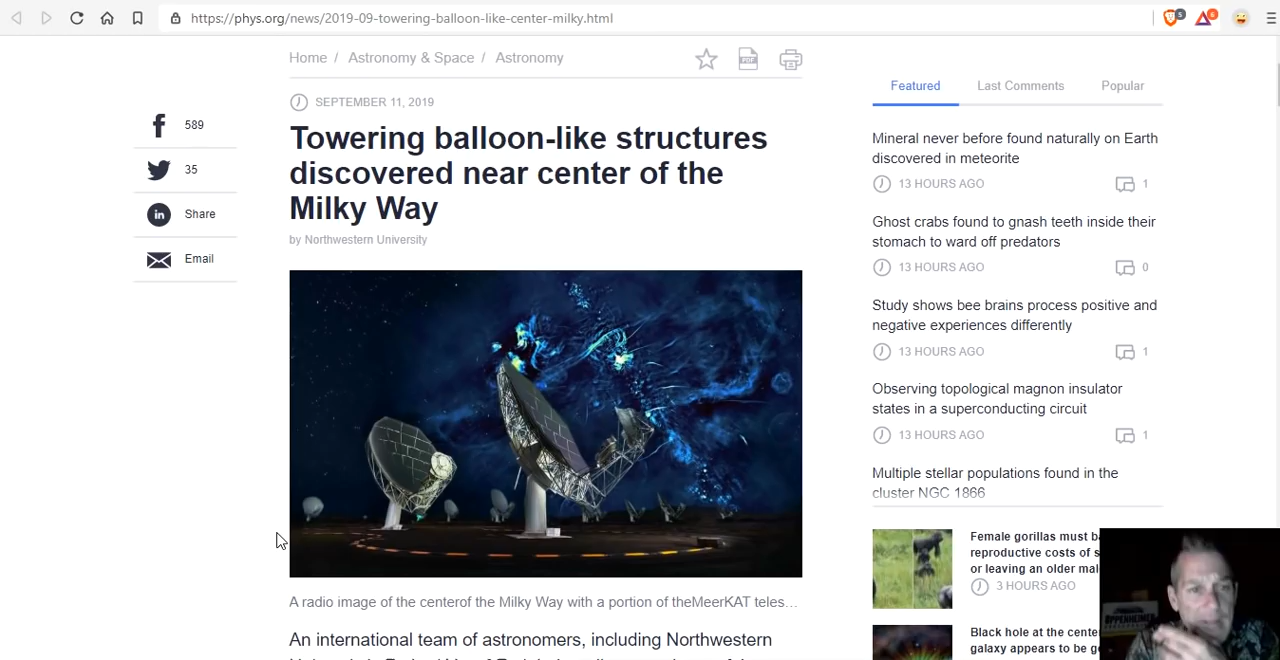 https://phys.org/news/2019-09-towering-balloon-like-center-milky.html
5
6
Home / Astronomy & Space / Astronomy
PDF
SEPTEMBER 11, 2019
Towering balloon-like structures
discovered near center of the
Milky Way
by Northwestern University
589
35
in Share
Email
A radio image of the centerof the Milky Way with a portion of theMeerKAT teles…
An international team of astronomers, including Northwestern
Featured Last Comments Popular
Mineral never before found naturally on Earth
discovered in meteorite
13 HOURS AGO 1
Ghost crabs found to gnash teeth inside their
stomach to ward off predators
13 HOURS AGO 0
Study shows bee brains process positive and
negative experiences differently
13 HOURS AGO 1
Observing topological magnon insulator
states in a superconducting circuit
13 HOURS AGO 1
Multiple stellar populations found in the
cluster NGC 1866
Female gorillas must
reproductive costs of
or leaving an older
3 HOURS AGO
Black hole at the
galaxy appears to be